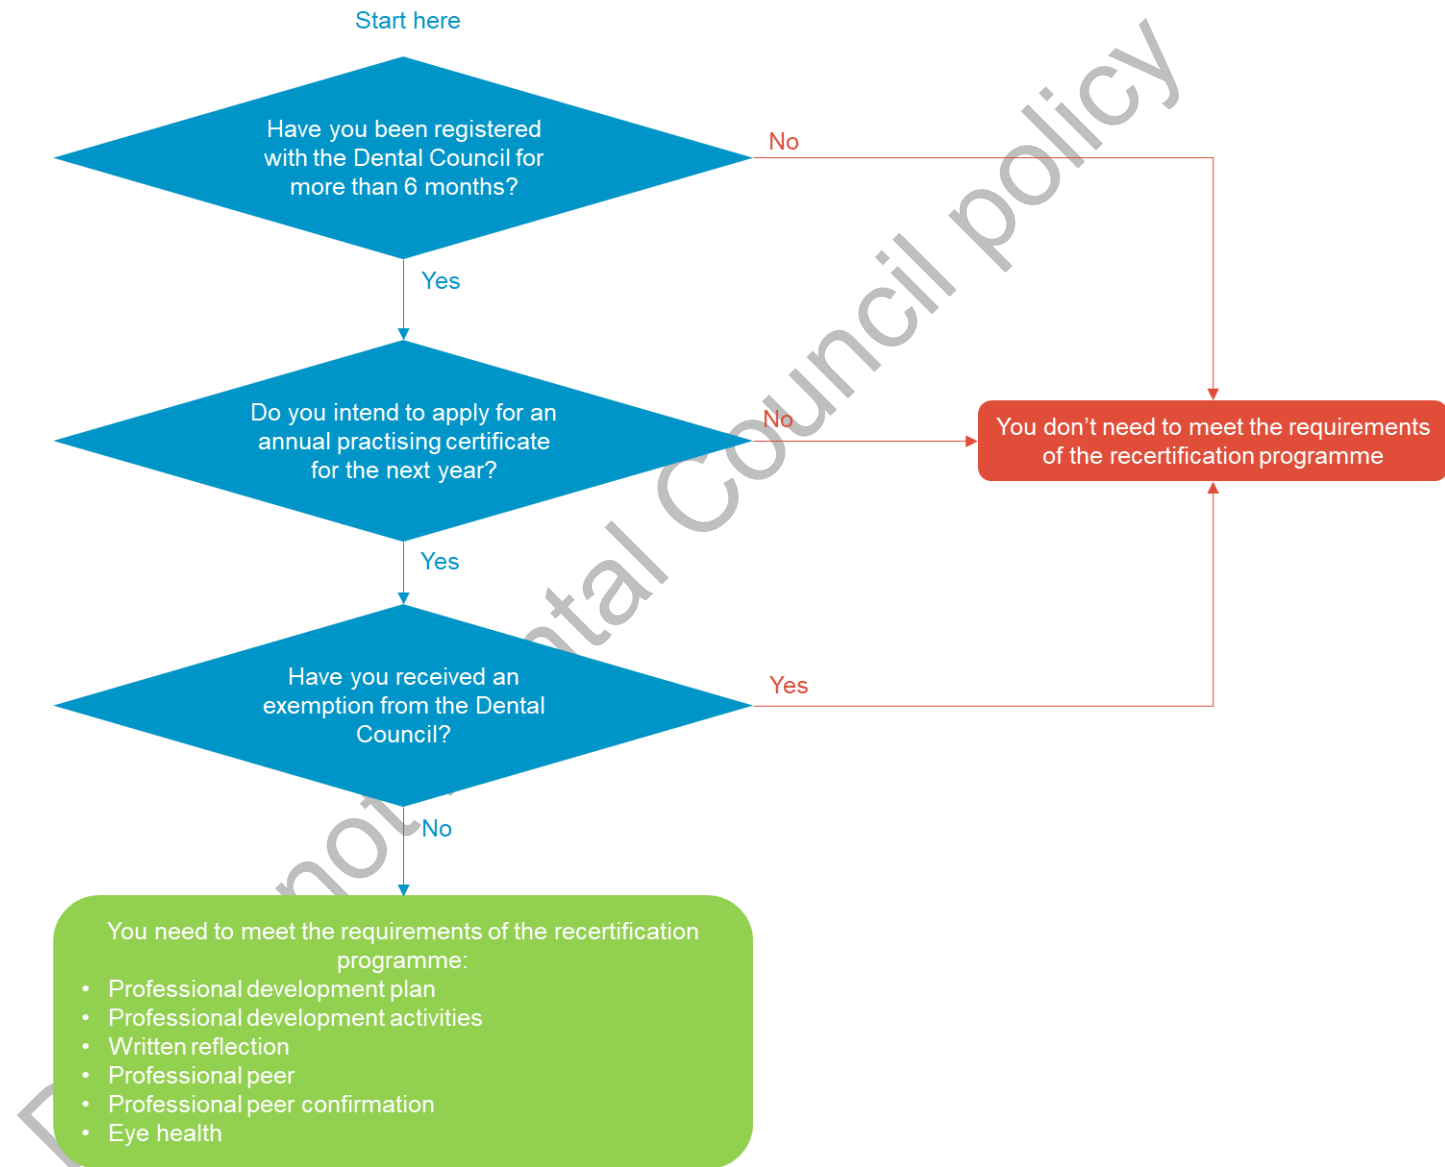 Start here
Have you been registered
with the Dental Council for
more than 6 months?
No
Yes
Do you intend to apply for an
annual practising certificate
for the next year?
No
You don’t need to meet the requirements
of the recertification programme
Yes
Have you received an
exemption from the Dental
Council?
Yes
No
You need to meet the requirements of the recertification
programme:
• Professional development plan
• Professional development activities
• Written reflection
• Professional peer
• Professional peer confirmation
• Eye health
not
Council policy